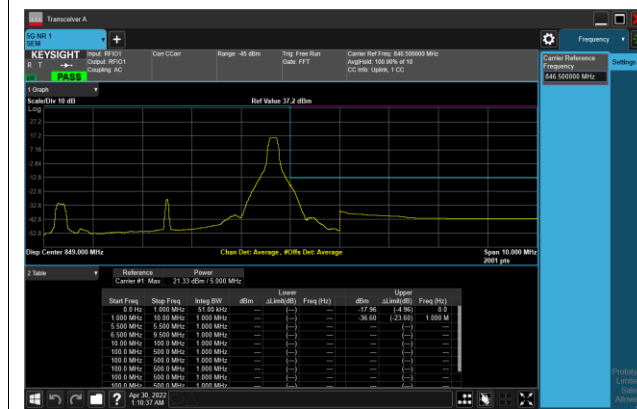 Transceiver A
5G NR 1
SEM
Frequency
KEYSIGHT
R T
PASS
Input: RFIO1
Output: RFIO1
Coupling: AC
Corr CCorr
Range: -45 dBm
Trig: Free Run
Gate: FFT
Carrier Ref Freq: 846.500000 MHz
Avg|Hold: 100.00% of 10
CC Info: Uplink, 1 CC
Carrier Reference
Frequency
846.500000 MHz
Settings
1 Graph
Scale/Div 10 dB
Ref Value 37.2 dBm
Log
27.2
17.2
7.16
-2.84
-12.8
-22.8
-32.8
-42.8
-52.8
Disp Center 849.000 MHz
Chan Det: Average , #Offs Det: Average
Span 10.000 MHz
2001 pts
2 Table
Reference Power
Carrier #1: Max 21.33 dBm / 5.000 MHz
Lower Upper
Start Freq Stop Freq Integ BW dBm ΔLimit(dB) Freq (Hz) dBm ΔLimit(dB) Freq (Hz)
0.0 Hz 1.000 MHz 51.00 kHz --- (---) --- -17.96 (-4.96) 0.0
1.000 MHz 10.00 MHz 1.000 MHz --- (---) --- -36.60 (-23.60) 1.000 M
5.500 MHz 5.500 MHz 1.000 MHz --- (---) --- --- (---) ---
6.500 MHz 9.500 MHz 1.000 MHz --- (---) --- --- (---) ---
10.00 MHz 100.0 MHz 1.000 MHz --- (---) --- --- (---) ---
100.0 MHz 500.0 MHz 1.000 MHz --- (---) --- --- (---) ---
100.0 MHz 500.0 MHz 1.000 MHz --- (---) --- --- (---) ---
100.0 MHz 500.0 MHz 1.000 MHz --- (---) --- --- (---) ---
100.0 MHz 500.0 MHz 1.000 MHz --- (---) --- --- (---) ---
Apr 30, 2022
1:10:37 AM